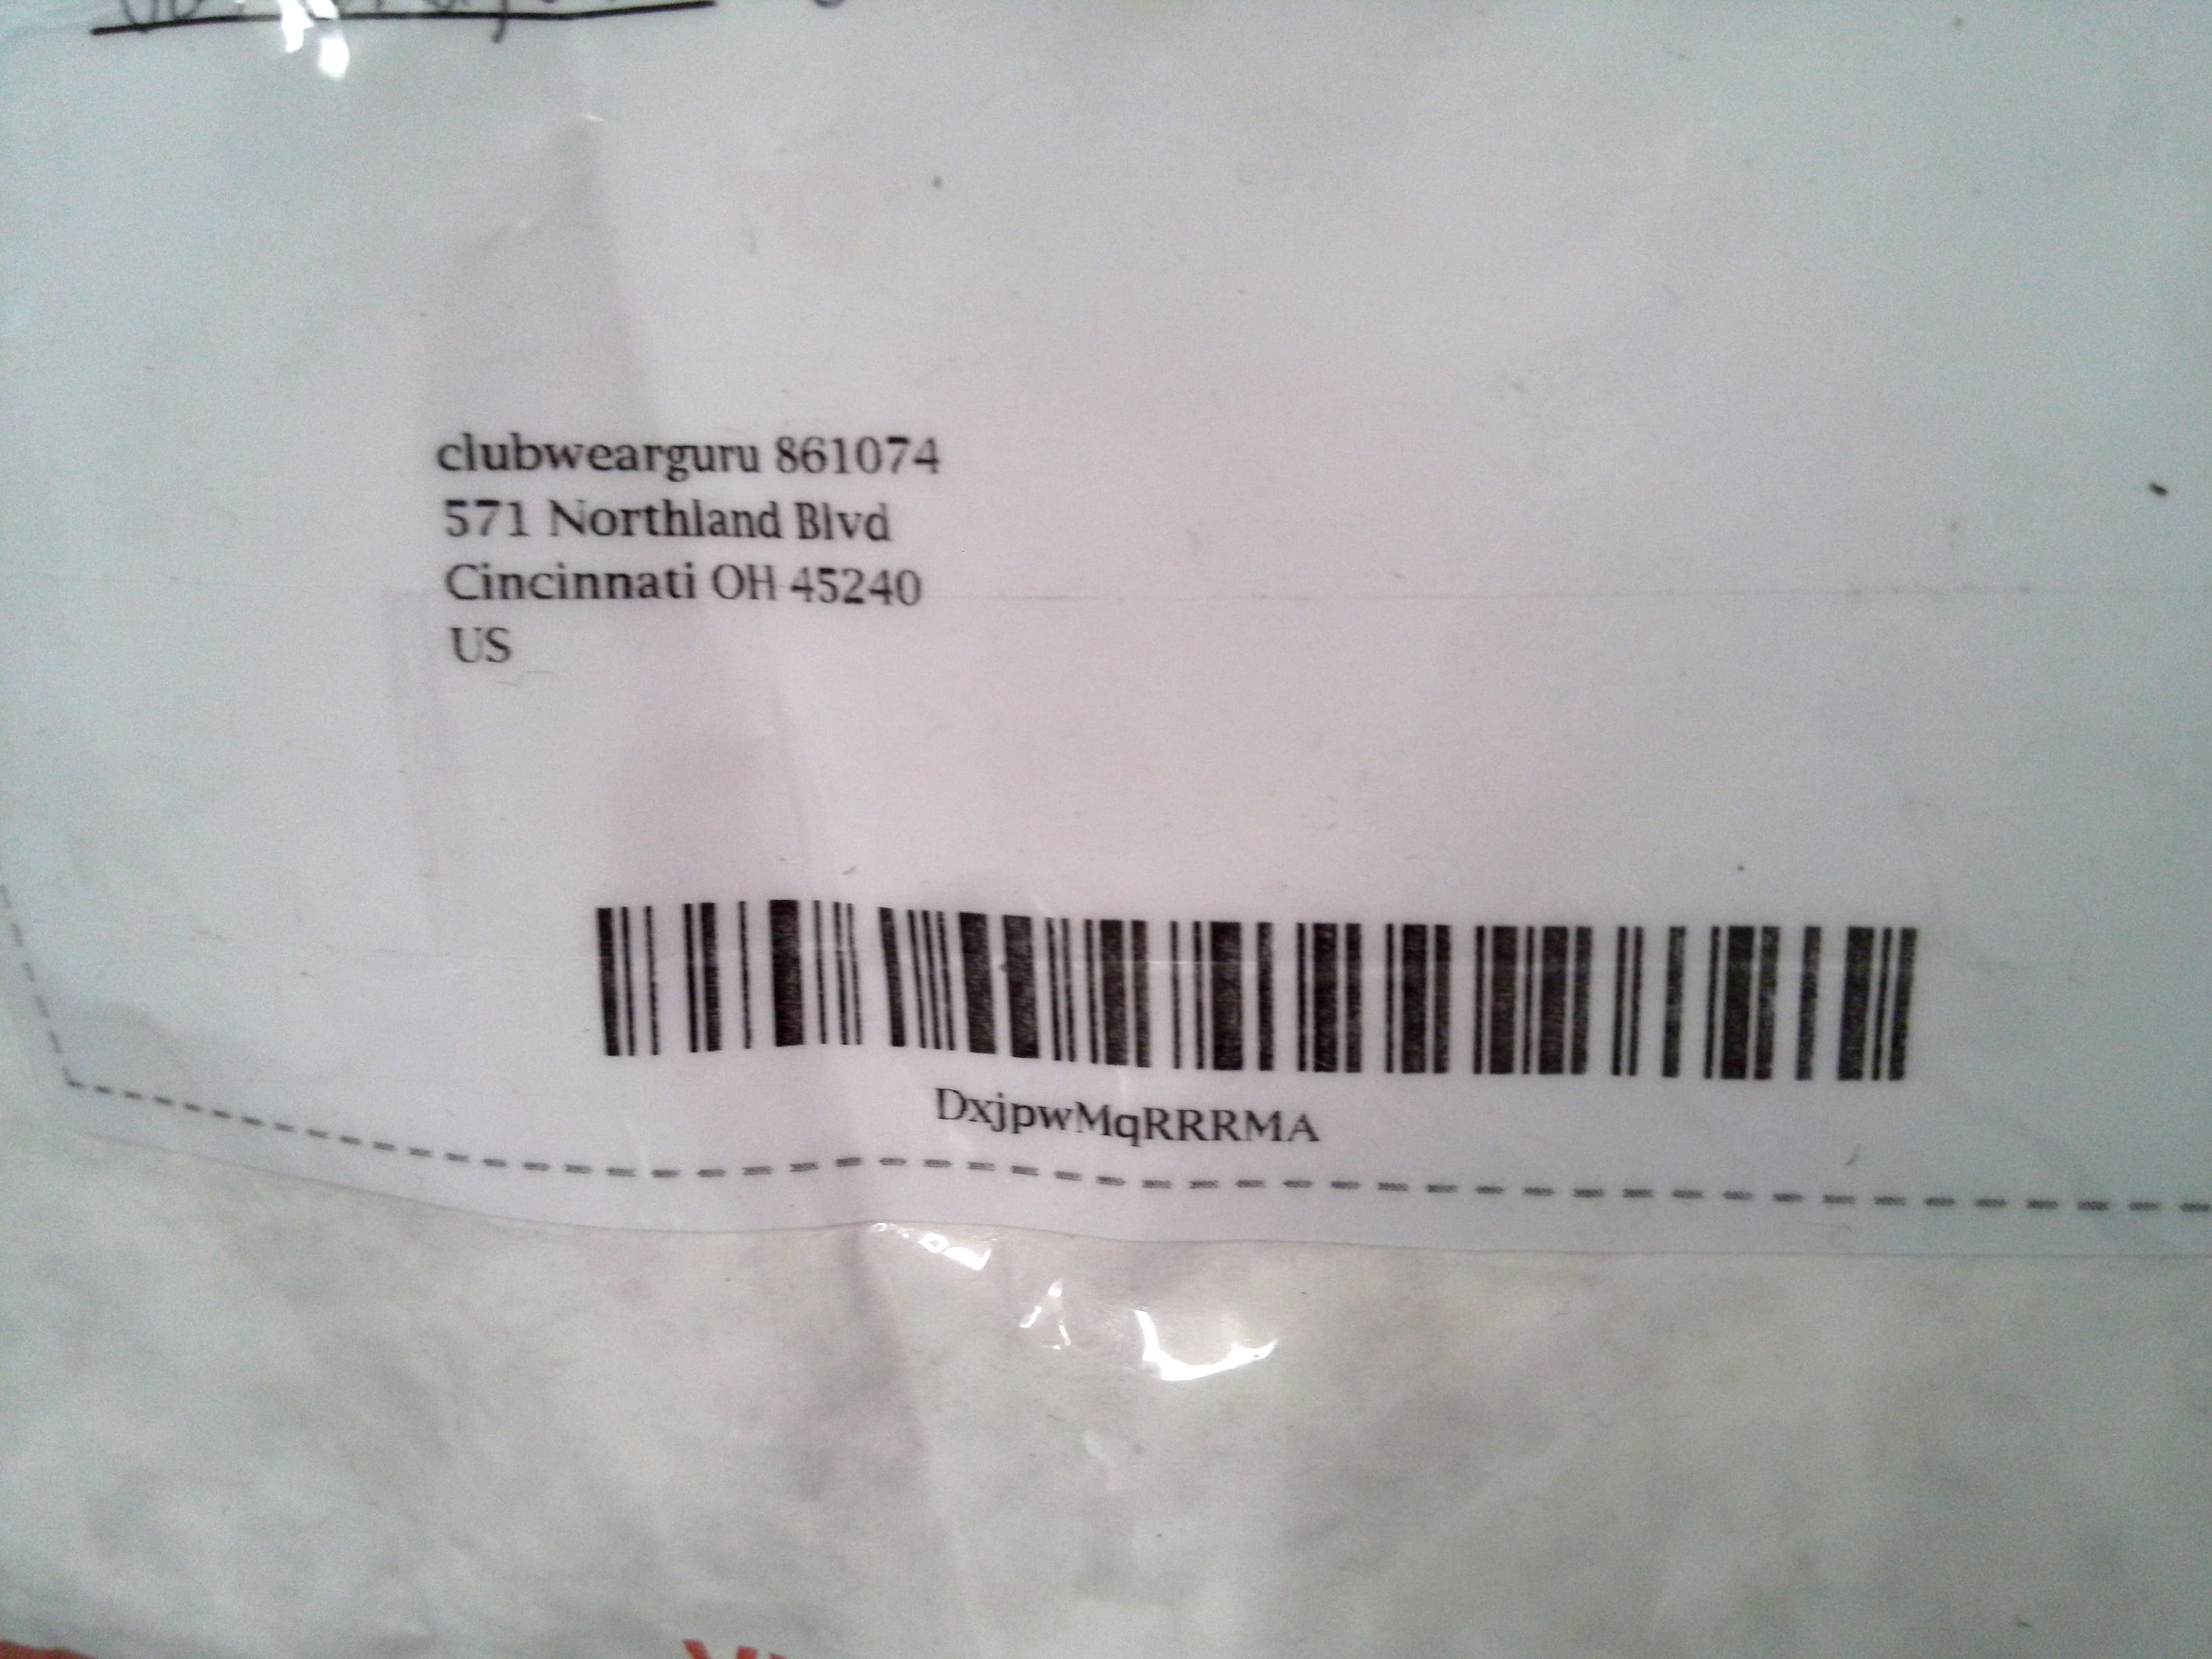 clubwearguru 861074
571 Northland Blvd
Cincinnati OH 45240
US
DxjpwMqRRRMA